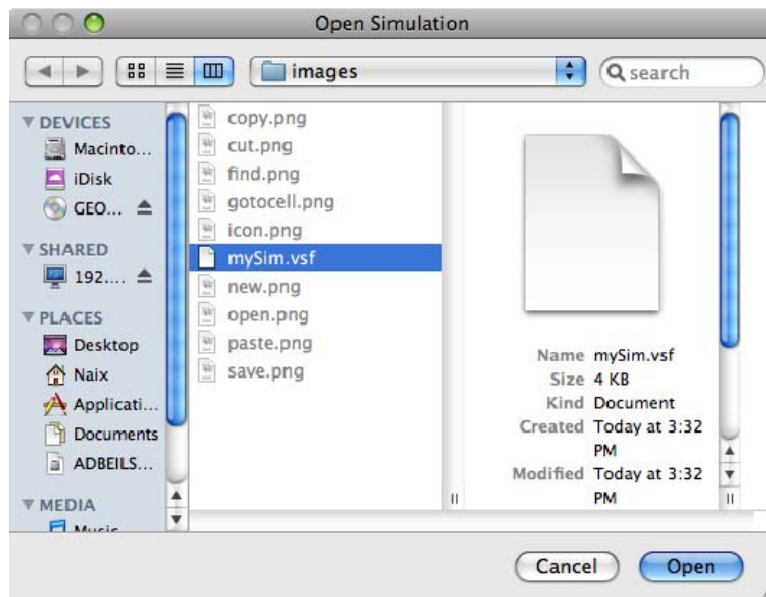 Open Simulation
images
search
DEVICES
Macinto...
iDisk
GEO...
SHARED
192....
PLACES
Desktop
Naix
Applicati...
Documents
ADBEILS...
MEDIA
Music
copy.png
cut.png
find.png
gotocell.png
icon.png
mySim.vsf
new.png
open.png
paste.png
save.png
Name mySim.vsf
Size 4 KB
Kind Document
Created Today at 3:32
PM
Modified Today at 3:32
PM
Cancel
Open